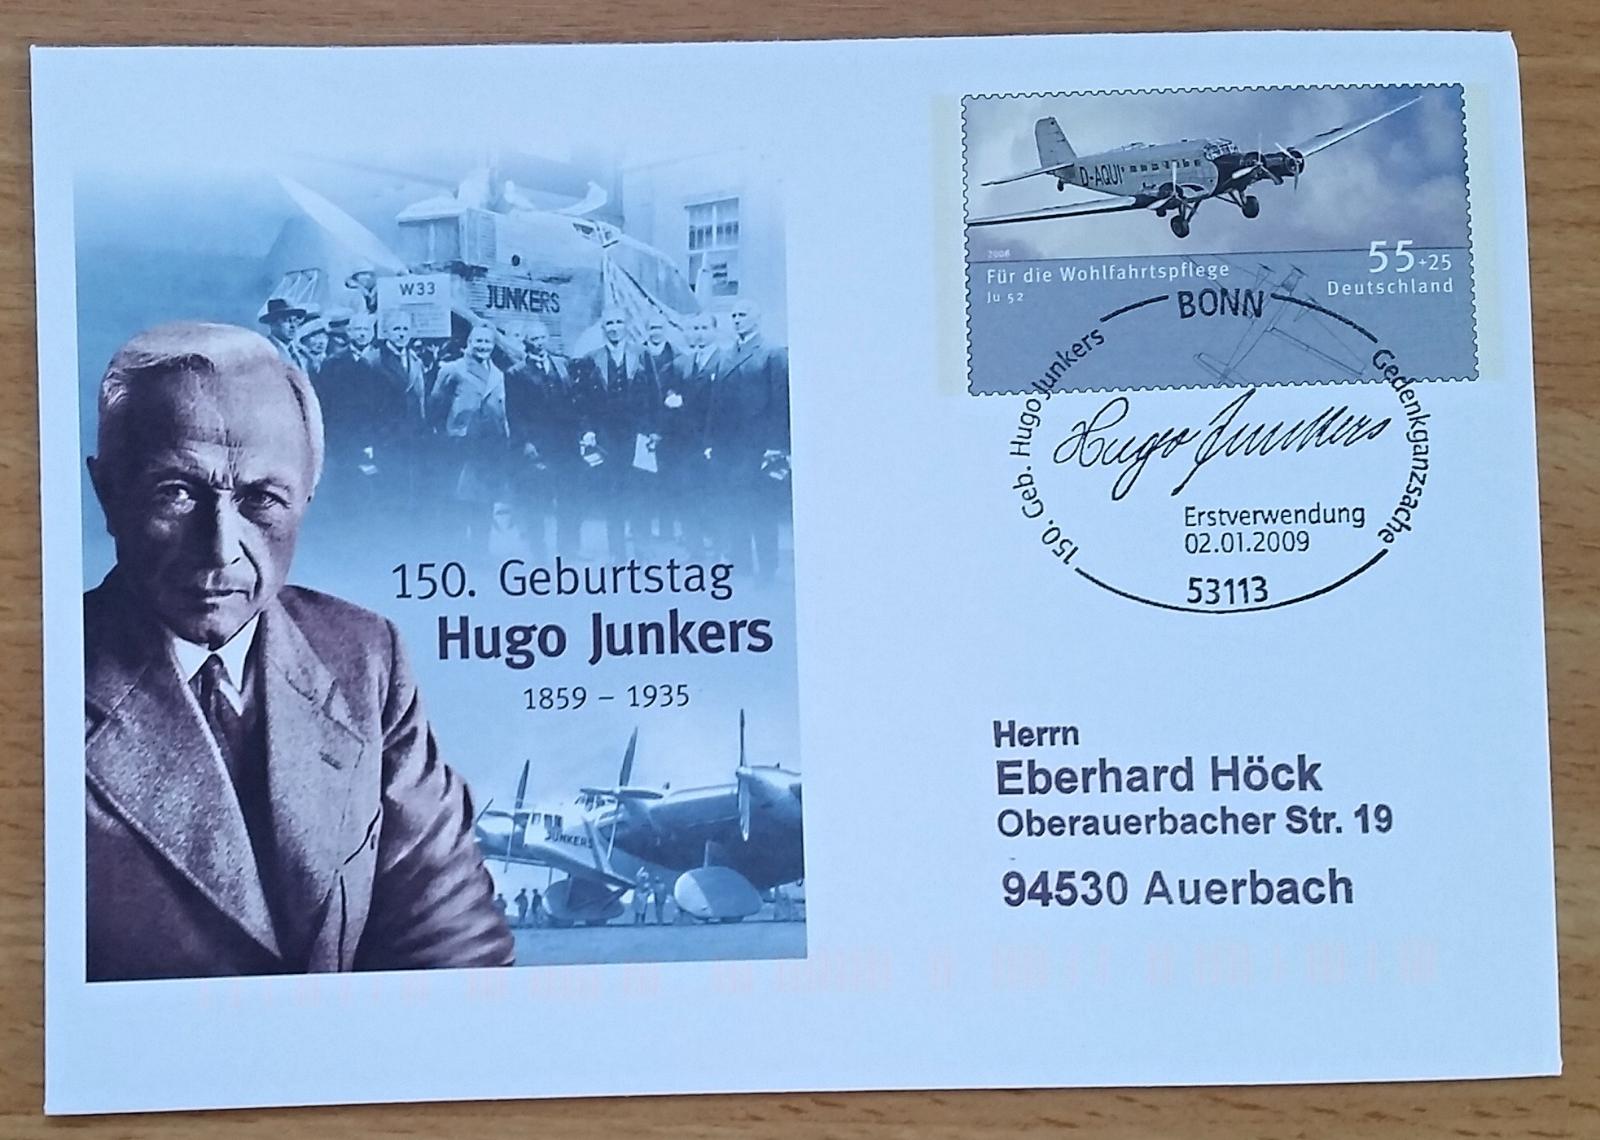 W33
JUNKERS
150. Geburtstag
Hugo Junkers
1859 – 1935
JUNKERS
D-AQUI
2008
Für die Wohlfahrtspflege
Ju 52
55+25
Deutschland
BONN
150. Geb. Hugo Junkers
Gedenkganzsache
Hugo Junkers
Erstverwendung
02.01.2009
53113
Herrn
Eberhard Höck
Oberauerbacher Str. 19
94530 Auerbach